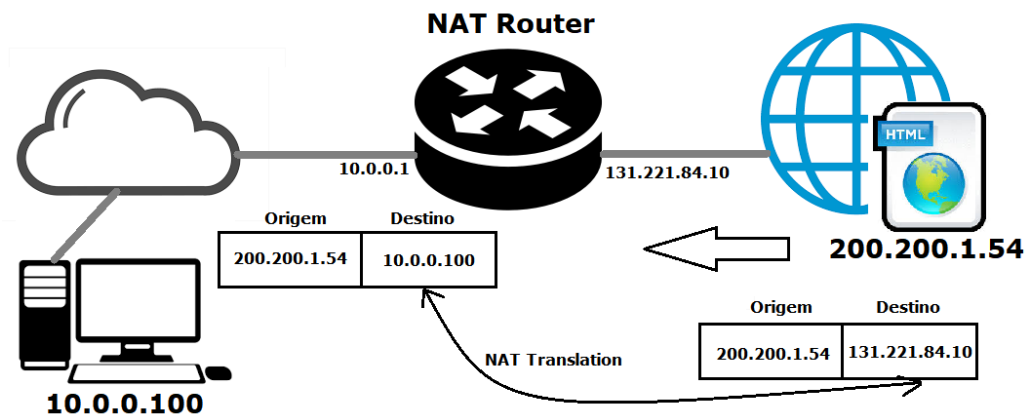 NAT Router
HTML
10.0.0.1
131.221.84.10
Origem Destino
200.200.1.54 10.0.0.100
200.200.1.54
Origem Destino
200.200.1.54 131.221.84.10
NAT Translation
10.0.0.100